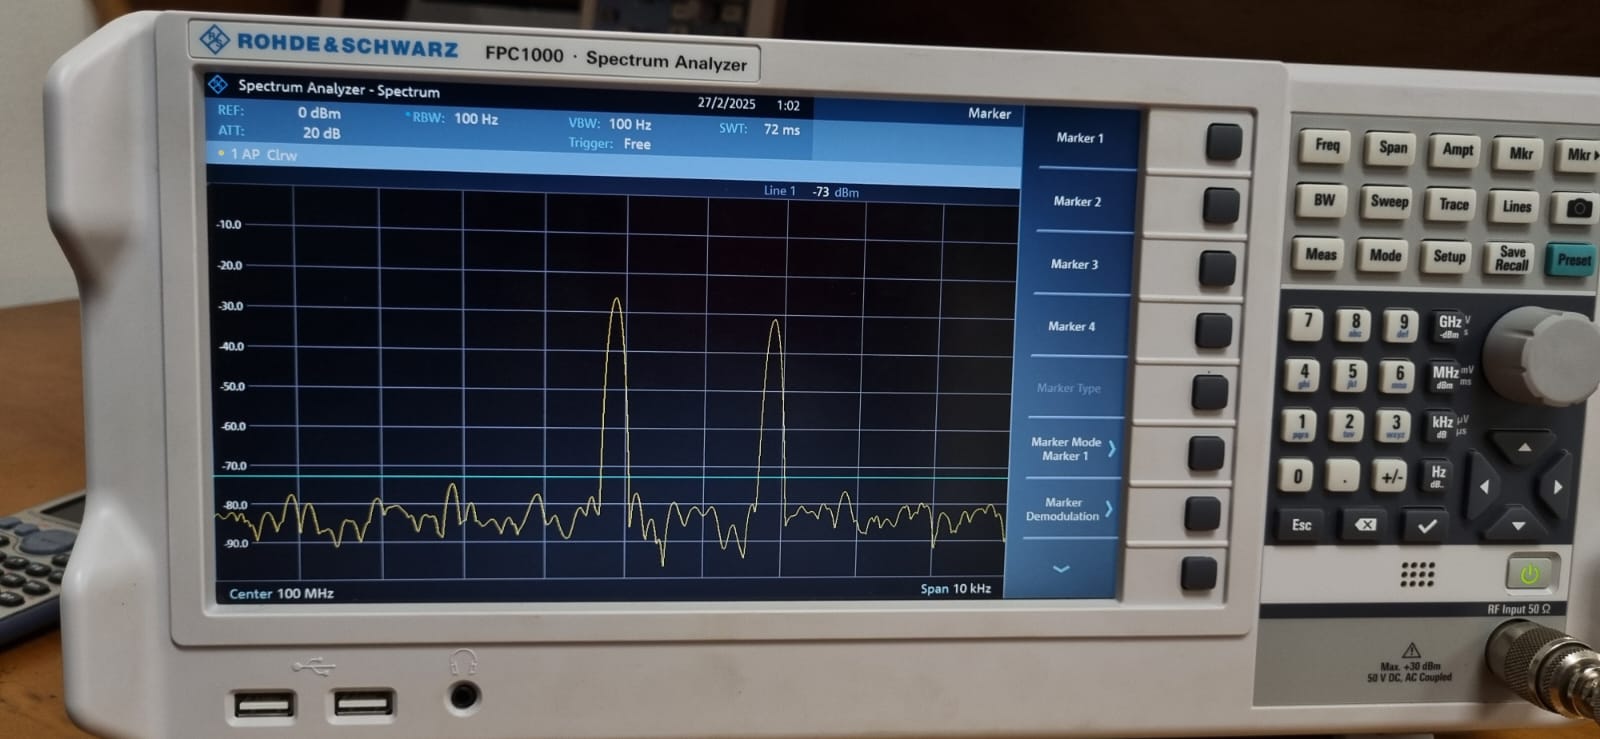 ROHDE & SCHWARZ FPC1000 · Spectrum Analyzer
Spectrum Analyzer - Spectrum
27/2/2025 1:02
Marker
REF: 0 dBm
RBW: 100 Hz
VBW: 100 Hz
SWT: 72 ms
ATT: 20 dB
Trigger: Free
1 AP Clrw
Line 1 -73 dBm
-10.0
-20.0
-30.0
-40.0
-50.0
-60.0
-70.0
-80.0
-90.0
Center 100 MHz
Span 10 kHz
Marker 1
Marker 2
Marker 3
Marker 4
Marker Type
Marker Mode
Marker 1
Marker
Demodulation
Freq Span Ampt Mkr Mkr
BW Sweep Trace Lines
Meas Mode Setup Save Recall Preset
7 8 abc 9 def GHz -dBm V s
4 ghi 5 jkl 6 mno MHz dBm mV ms
1 pqrs 2 tuv 3 wxyz kHz dB µV µs
0 . +/- Hz dB..
Esc
RF Input 50 Ω
Max. +30 dBm
50 V DC, AC Coupled